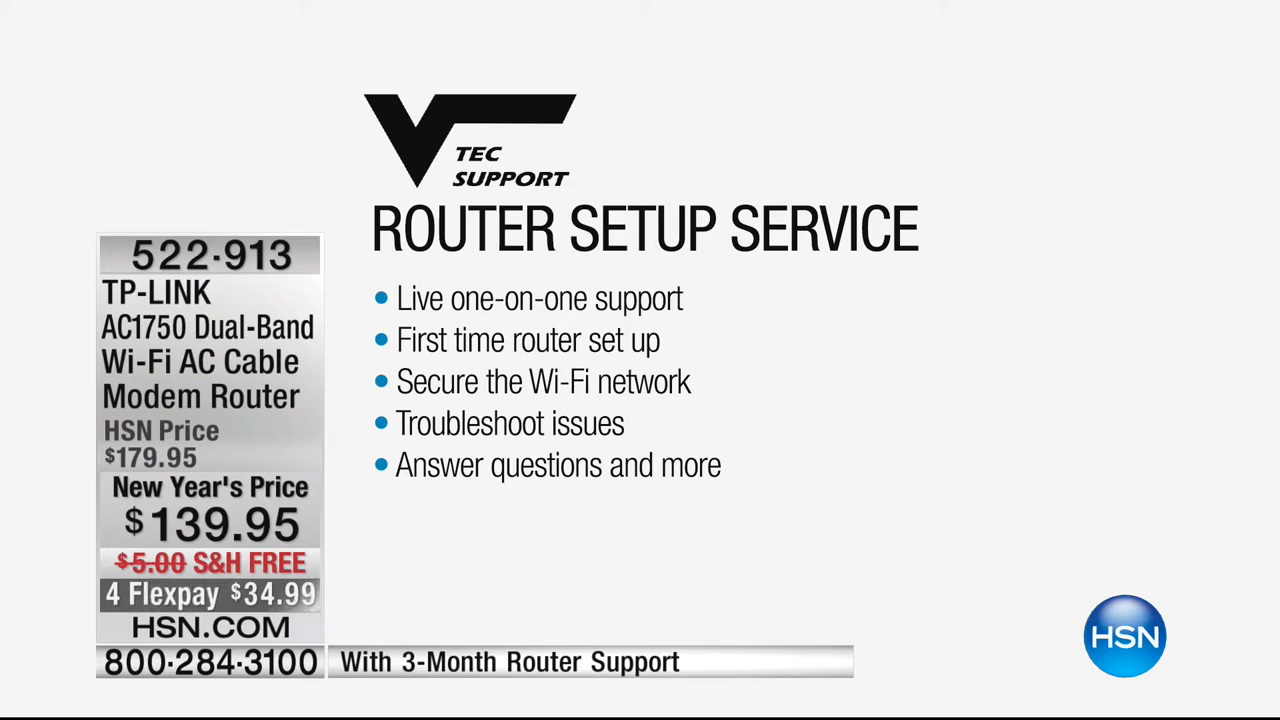 TEC
SUPPORT
ROUTER SETUP SERVICE
• Live one-on-one support
• First time router set up
• Secure the Wi-Fi network
• Troubleshoot issues
• Answer questions and more
522·913
TP-LINK
AC1750 Dual-Band
Wi-Fi AC Cable
Modem Router
HSN Price
$179.95
New Year's Price
$139.95
$5.00 S&H FREE
4 Flexpay $34.99
HSN.COM
800·284·3100
With 3-Month Router Support
HSN